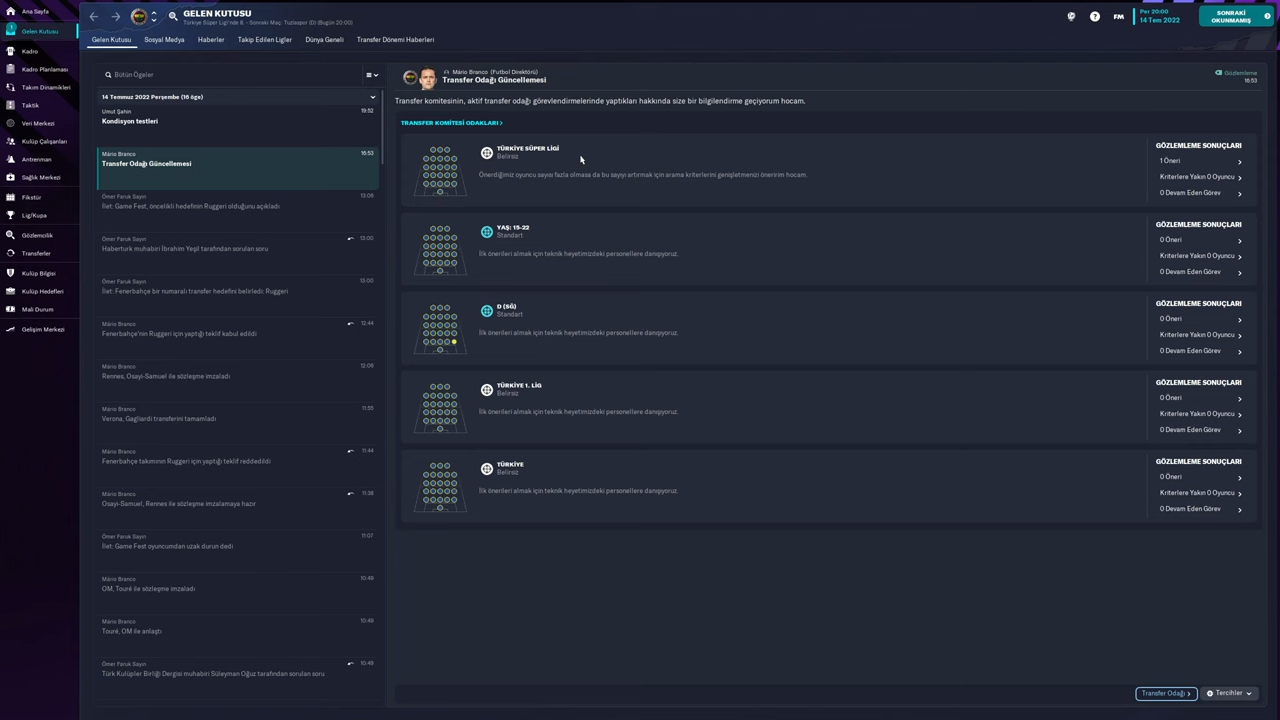 Ana Sayfa
1
Gelen Kutusu
Kadro
Kadro Planlaması
Takım Dinamikleri
Taktik
Veri Merkezi
Kulüp Çalışanları
Antrenman
Sağlık Merkezi
Fikstür
Lig/Kupa
Gözlemcilik
Transferler
Kulüp Bilgisi
Kulüp Hedefleri
Mali Durum
Gelişim Merkezi
GELEN KUTUSU
Türkiye Süper Ligi'nde 8. - Sonraki Maç: Tuzlaspor (D) (Bugün 20:00)
FM
Per 20:00
14 Tem 2022
SONRAKİ
OKUNMAMIŞ
Gelen Kutusu
Sosyal Medya
Haberler
Takip Edilen Ligler
Dünya Geneli
Transfer Dönemi Haberleri
Bütün Ögeler
14 Temmuz 2022 Perşembe (16 öge)
Umut Şahin
19:52
Kondisyon testleri
Mário Branco
16:53
Transfer Odağı Güncellemesi
Ömer Faruk Sayın
13:06
İlet: Game Fest, öncelikli hedefinin Ruggeri olduğunu açıkladı
Ömer Faruk Sayın
13:00
Habertürk muhabiri İbrahim Yeşil tarafından sorulan soru
Ömer Faruk Sayın
13:00
İlet: Fenerbahçe bir numaralı transfer hedefini belirledi: Ruggeri
Mário Branco
12:44
Fenerbahçe'nin Ruggeri için yaptığı teklif kabul edildi
Mário Branco
12:06
Rennes, Osayi-Samuel ile sözleşme imzaladı
Mário Branco
11:55
Verona, Gagliardi transferini tamamladı
Mário Branco
11:44
Fenerbahçe takımının Ruggeri için yaptığı teklif reddedildi
Mário Branco
11:38
Osayi-Samuel, Rennes ile sözleşme imzalamaya hazır
Ömer Faruk Sayın
11:07
İlet: Game Fest oyuncumdan uzak durun dedi
Mário Branco
10:49
OM, Touré ile sözleşme imzaladı
Mário Branco
10:49
Touré, OM ile anlaştı
Ömer Faruk Sayın
10:49
Türk Kulüpler Birliği Dergisi muhabiri Süleyman Oğuz tarafından sorulan soru
Mário Branco (Futbol Direktörü)
Transfer Odağı Güncellemesi
Gözlemleme
16:53
Transfer komitesinin, aktif transfer odağı görevlendirmelerinde yaptıkları hakkında size bir bilgilendirme geçiyorum hocam.
TRANSFER KOMİTESİ ODAKLARI >
TÜRKİYE SÜPER LİGİ
Belirsiz
Önerdiğimiz oyuncu sayısı fazla olmasa da bu sayıyı artırmak için arama kriterlerini genişletmenizi öneririm hocam.
GÖZLEMLEME SONUÇLARI
1 Öneri
Kriterlere Yakın 0 Oyuncu
0 Devam Eden Görev
YAŞ: 15-22
Standart
İlk önerileri almak için teknik heyetimizdeki personellere danışıyoruz.
GÖZLEMLEME SONUÇLARI
0 Öneri
Kriterlere Yakın 0 Oyuncu
0 Devam Eden Görev
D (SĞ)
Standart
İlk önerileri almak için teknik heyetimizdeki personellere danışıyoruz.
GÖZLEMLEME SONUÇLARI
0 Öneri
Kriterlere Yakın 0 Oyuncu
0 Devam Eden Görev
TÜRKİYE 1. LİG
Belirsiz
İlk önerileri almak için teknik heyetimizdeki personellere danışıyoruz.
GÖZLEMLEME SONUÇLARI
0 Öneri
Kriterlere Yakın 0 Oyuncu
0 Devam Eden Görev
TÜRKİYE
Belirsiz
İlk önerileri almak için teknik heyetimizdeki personellere danışıyoruz.
GÖZLEMLEME SONUÇLARI
0 Öneri
Kriterlere Yakın 0 Oyuncu
0 Devam Eden Görev
Transfer Odağı >
Tercihler